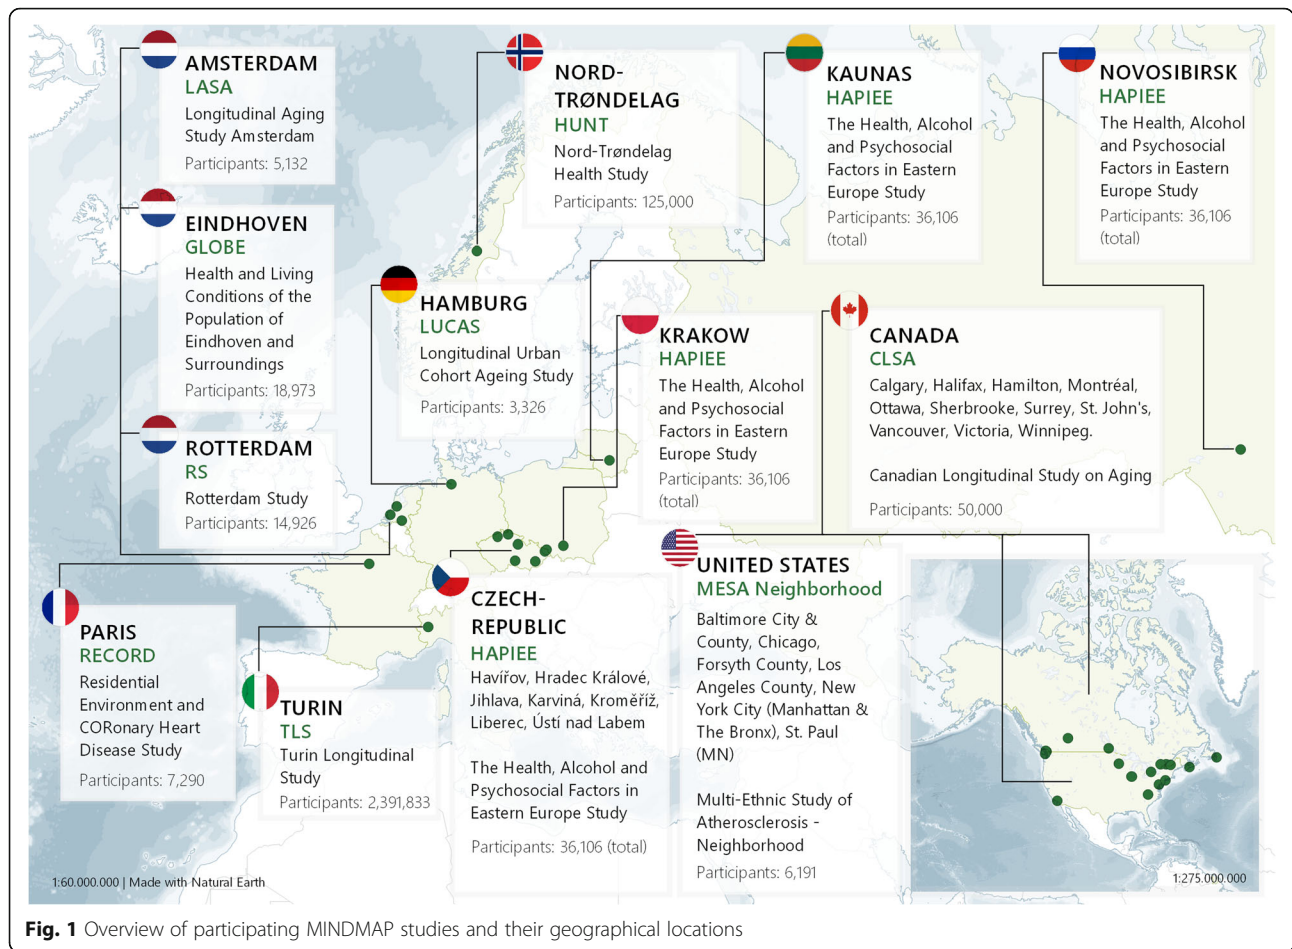 AMSTERDAM
LASA
Longitudinal Aging
Study Amsterdam
Participants: 5,132
EINDHOVEN
GLOBE
Health and Living
Conditions of the
Population of
Eindhoven and
Surroundings
Participants: 18,973
ROTTERDAM
RS
Rotterdam Study
Participants: 14,926
PARIS
RECORD
Residential
Environment and
CORonary Heart
Disease Study
Participants: 7,290
TURIN
TLS
Turin Longitudinal
Study
Participants: 2,391,833
HAMBURG
LUCAS
Longitudinal Urban
Cohort Ageing Study
Participants: 3,326
NORD-
TRØNDELAG
HUNT
Nord-Trøndelag
Health Study
Participants: 125,000
KRAKOW
HAPIEE
The Health, Alcohol
and Psychosocial
Factors in Eastern
Europe Study
Participants: 36,106
(total)
CZECH-
REPUBLIC
HAPIEE
Havířov, Hradec Králové,
Jihlava, Karviná, Kroměříž,
Liberec, Ústí nad Labem
The Health, Alcohol and
Psychosocial Factors in
Eastern Europe Study
Participants: 36,106 (total)
KAUNAS
HAPIEE
The Health, Alcohol
and Psychosocial
Factors in Eastern
Europe Study
Participants: 36,106
(total)
NOVOSIBIRSK
HAPIEE
The Health, Alcohol
and Psychosocial
Factors in Eastern
Europe Study
Participants: 36,106
(total)
CANADA
CLSA
Calgary, Halifax, Hamilton, Montréal,
Ottawa, Sherbrooke, Surrey, St. John's,
Vancouver, Victoria, Winnipeg.
Canadian Longitudinal Study on Aging
Participants: 50,000
UNITED STATES
MESA Neighborhood
Baltimore City &
County, Chicago,
Forsyth County, Los
Angeles County, New
York City (Manhattan &
The Bronx), St. Paul
(MN)
Multi-Ethnic Study of
Atherosclerosis -
Neighborhood
Participants: 6,191
1:60.000.000 | Made with Natural Earth
1:275.000.000
Fig. 1 Overview of participating MINDMAP studies and their geographical locations